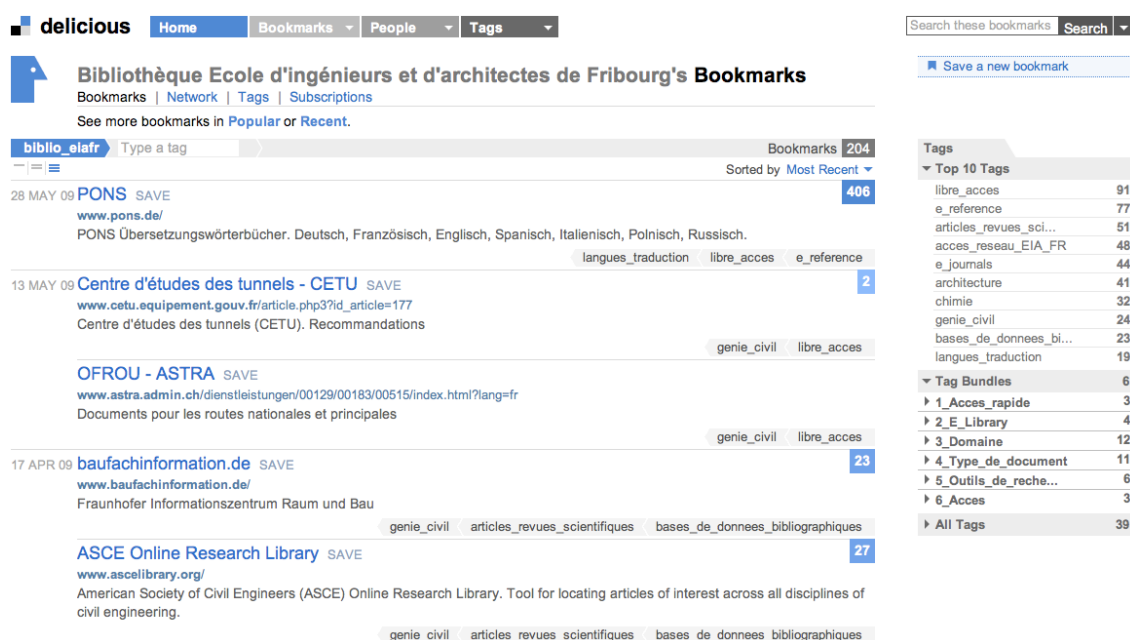 delicious Home Bookmarks People Tags
Search these bookmarks Search
Bibliothèque Ecole d'ingénieurs et d'architectes de Fribourg's Bookmarks
Bookmarks | Network | Tags | Subscriptions
See more bookmarks in Popular or Recent.
Save a new bookmark
biblio_eiafr Type a tag Bookmarks 204
Sorted by Most Recent
28 MAY 09 PONS SAVE 406
www.pons.de/
PONS Übersetzungswörterbücher. Deutsch, Französisch, Englisch, Spanisch, Italienisch, Polnisch, Russisch.
langues_traduction libre_acces e_reference
13 MAY 09 Centre d'études des tunnels - CETU SAVE 2
www.cetu.equipement.gouv.fr/article.php3?id_article=177
Centre d'études des tunnels (CETU). Recommandations
genie_civil libre_acces
OFROU - ASTRA SAVE
www.astra.admin.ch/dienstleistungen/00129/00183/00515/index.html?lang=fr
Documents pour les routes nationales et principales
genie_civil libre_acces
17 APR 09 baufachinformation.de SAVE 23
www.baufachinformation.de/
Fraunhofer Informationszentrum Raum und Bau
genie_civil articles_revues_scientifiques bases_de_donnees_bibliographiques
ASCE Online Research Library SAVE 27
www.ascelibrary.org/
American Society of Civil Engineers (ASCE) Online Research Library. Tool for locating articles of interest across all disciplines of
civil engineering.
genie_civil articles_revues_scientifiques bases_de_donnees_bibliographiques
Tags
Top 10 Tags
libre_acces 91
e_reference 77
articles_revues_sci... 51
acces_reseau_EIA_FR 48
e_journals 44
architecture 41
chimie 32
genie_civil 24
bases_de_donnees_bi... 23
langues_traduction 19
Tag Bundles 6
1_Acces_rapide 3
2_E_Library 4
3_Domaine 12
4_Type_de_document 11
5_Outils_de_reche... 6
6_Acces 3
All Tags 39